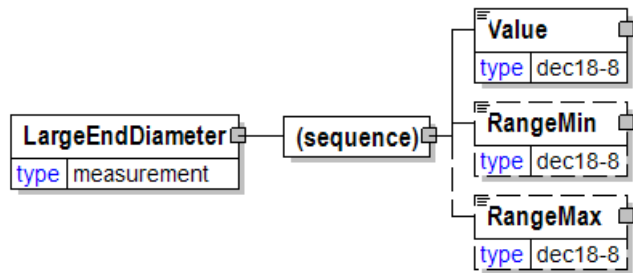 Value
type dec18-8
LargeEndDiameter
type measurement
(sequence)
RangeMin
type dec18-8
RangeMax
type dec18-8